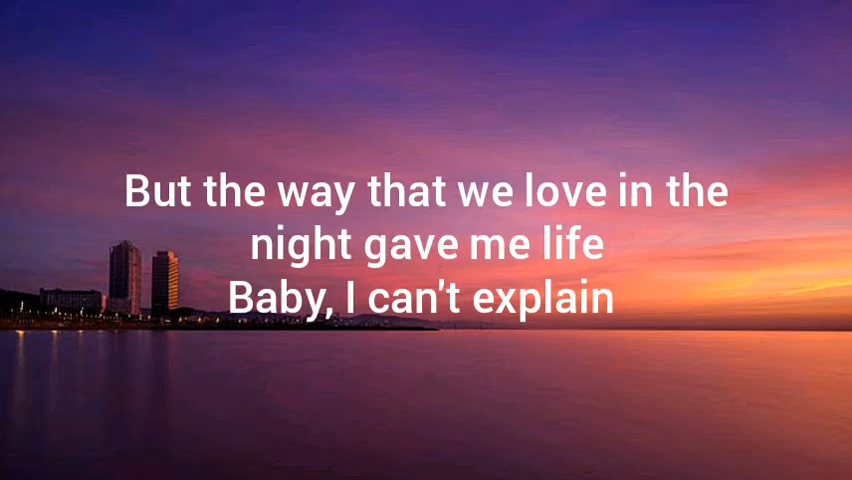 But the way that we love in the
night gave me life
Baby, I can't explain